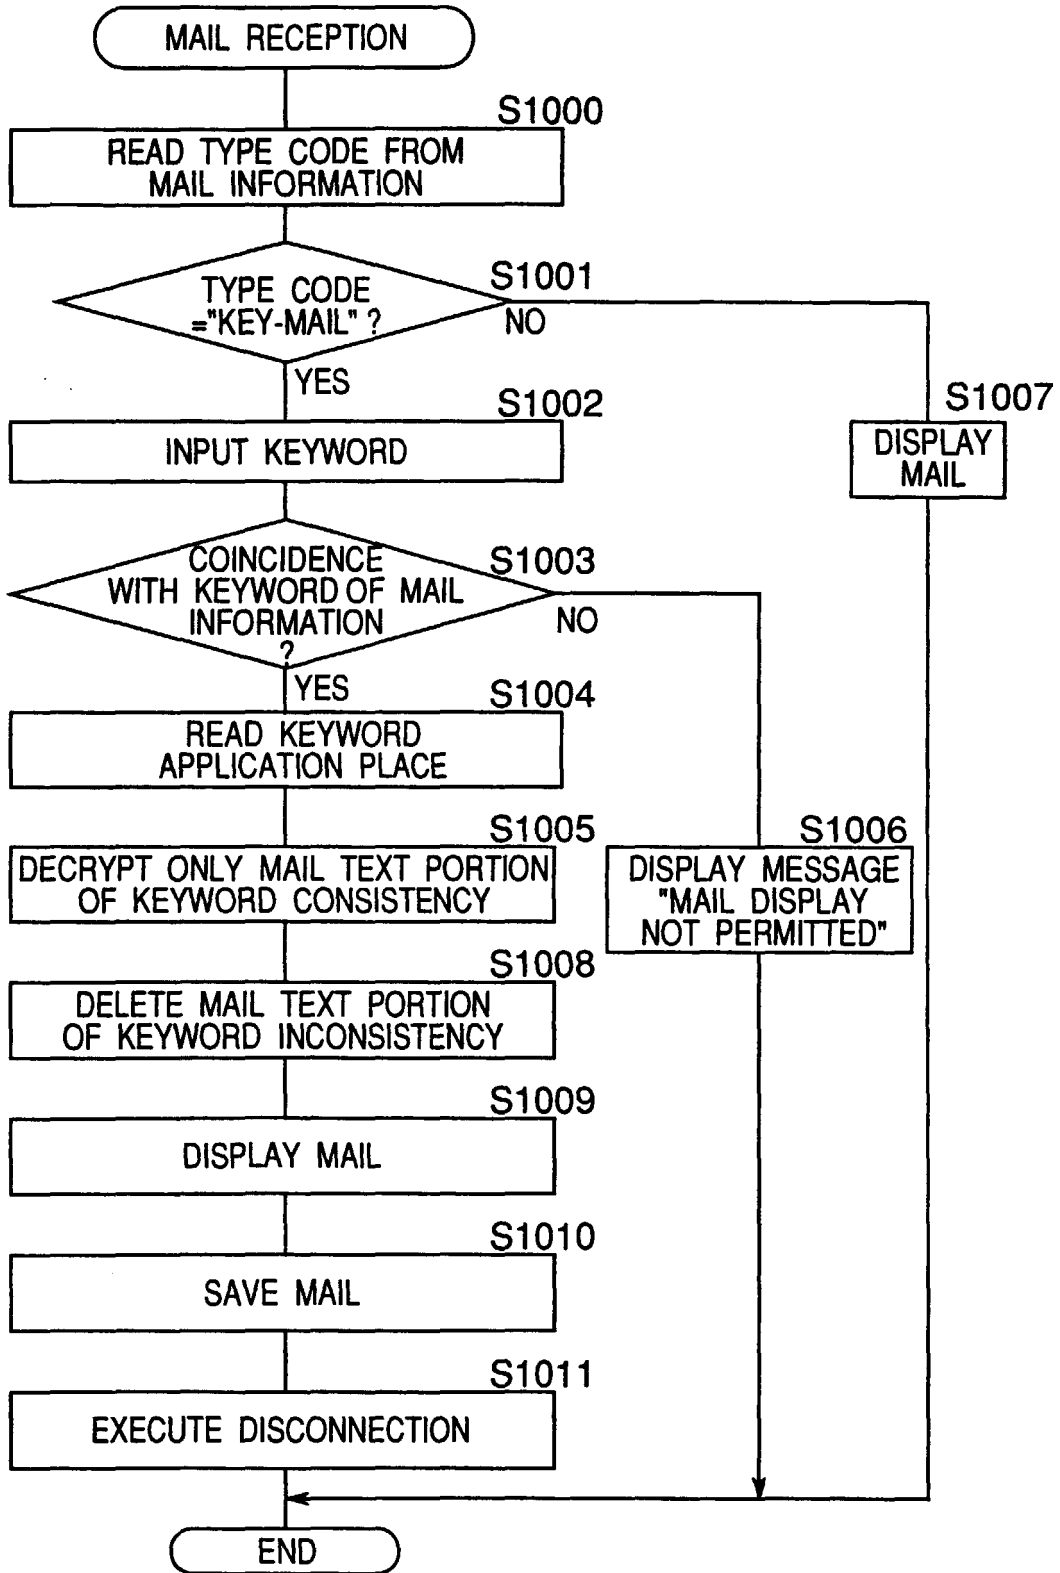 MAIL RECEPTION
S1000
READ TYPE CODE FROM
MAIL INFORMATION
S1001
TYPE CODE
="KEY-MAIL" ?
NO
YES
S1002
INPUT KEYWORD
S1007
DISPLAY
MAIL
S1003
COINCIDENCE
WITH KEYWORD OF MAIL
INFORMATION
?
NO
YES
S1004
READ KEYWORD
APPLICATION PLACE
S1005
DECRYPT ONLY MAIL TEXT PORTION
OF KEYWORD CONSISTENCY
S1006
DISPLAY MESSAGE
"MAIL DISPLAY
NOT PERMITTED"
S1008
DELETE MAIL TEXT PORTION
OF KEYWORD INCONSISTENCY
S1009
DISPLAY MAIL
S1010
SAVE MAIL
S1011
EXECUTE DISCONNECTION
END